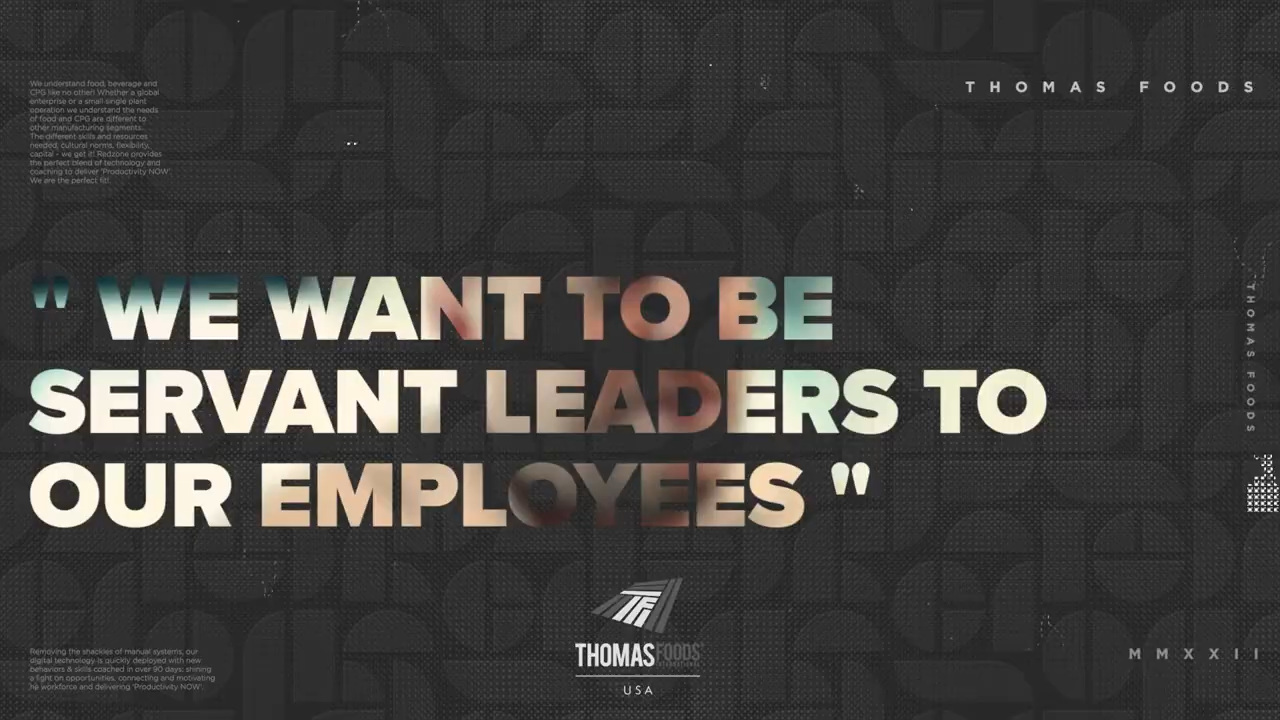 We understand food, beverage and
CPG like no other! Whether a global
enterprise or a small single plant
operation we understand the needs
of food and CPG are different to
other manufacturing segments.
The different skills and resources
needed, cultural norms, flexibility,
capital - we get it! Redzone provides
the perfect blend of technology and
coaching to deliver 'Productivity NOW'.
We are the perfect fit!
THOMAS FOODS
" WE WANT TO BE
SERVANT LEADERS TO
OUR EMPLOYEES "
THOMAS FOODS
THOMAS FOODS
INTERNATIONAL
USA
Removing the shackles of manual systems, our
digital technology is quickly deployed with new
behaviors & skills coached in over 90 days: shining
a light on opportunities, connecting and motivating
he workforce and delivering 'Productivity NOW'.
MMXXII